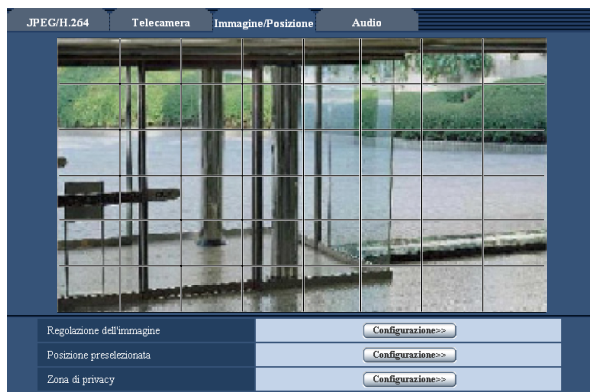 JPEG/H.264 Telecamera Immagine/Posizione Audio
Regolazione dell'immagine Configurazione>>
Posizione preselezionata Configurazione>>
Zona di privacy Configurazione>>